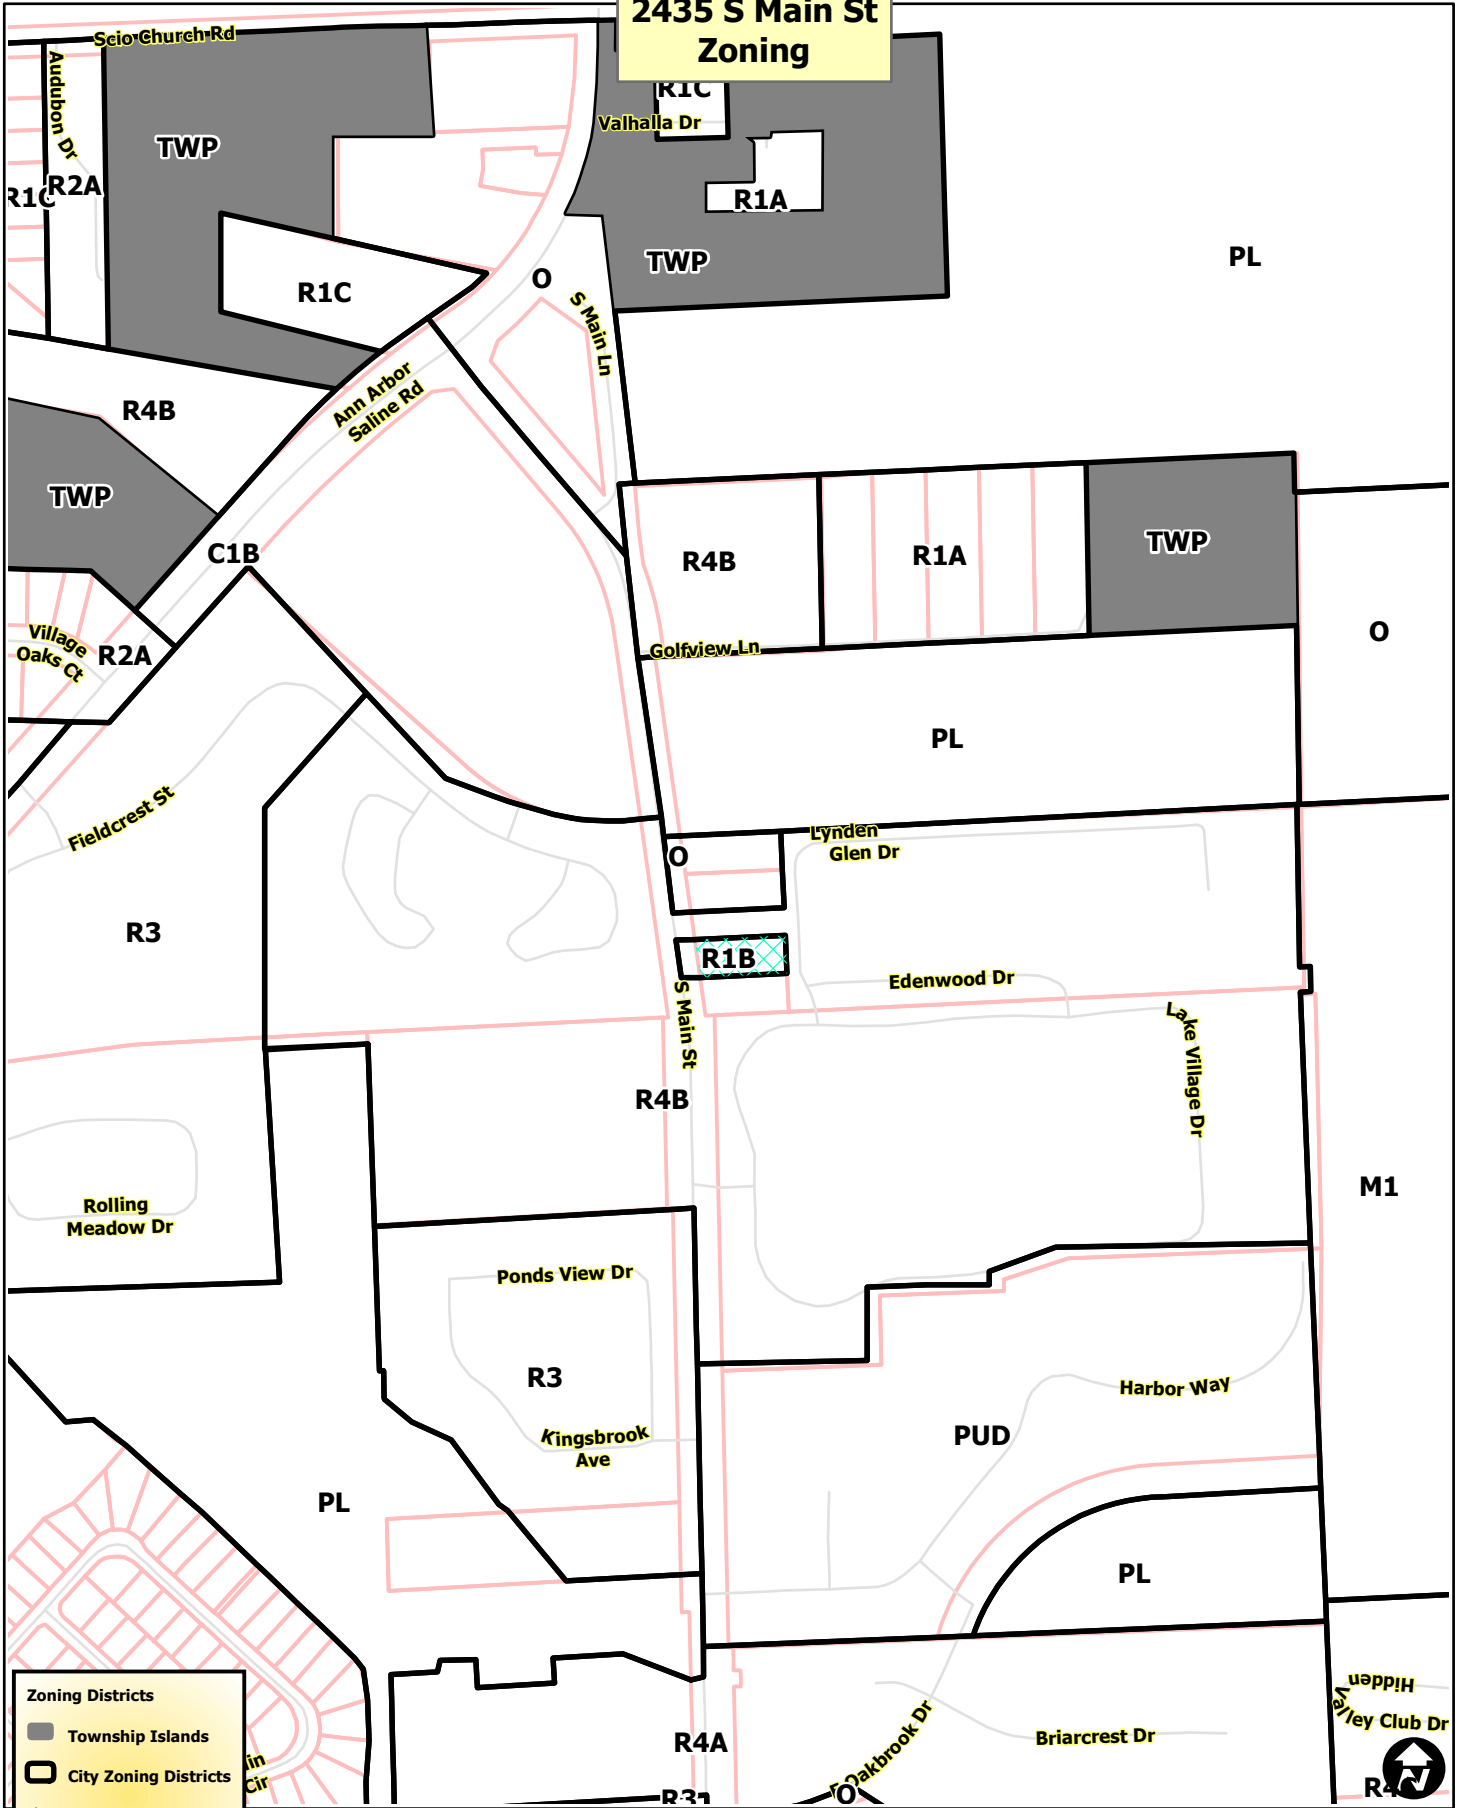 2435 S Main St
Zoning
Scio Church Rd
Audubon Dr
TWP
R1C
Valhalla Dr
R2A
R1C
R1A
TWP
PL
R1C
O
S Main Ln
Ann Arbor
Saline Rd
R4B
TWP
C1B
R4B
R1A
TWP
O
Village
Oaks Ct
R2A
Golfview Ln
PL
Fieldcrest St
Lynden
Glen Dr
O
R3
R1B
Edenwood Dr
S Main St
Lake Village Dr
R4B
M1
Rolling
Meadow Dr
Ponds View Dr
R3
Harbor Way
Kingsbrook
Ave
PUD
PL
PL
Hidden
Valley Club Dr
R4A
E Oakbrook Dr
Briarcrest Dr
O
Cir
Zoning Districts
Township Islands
City Zoning Districts
N